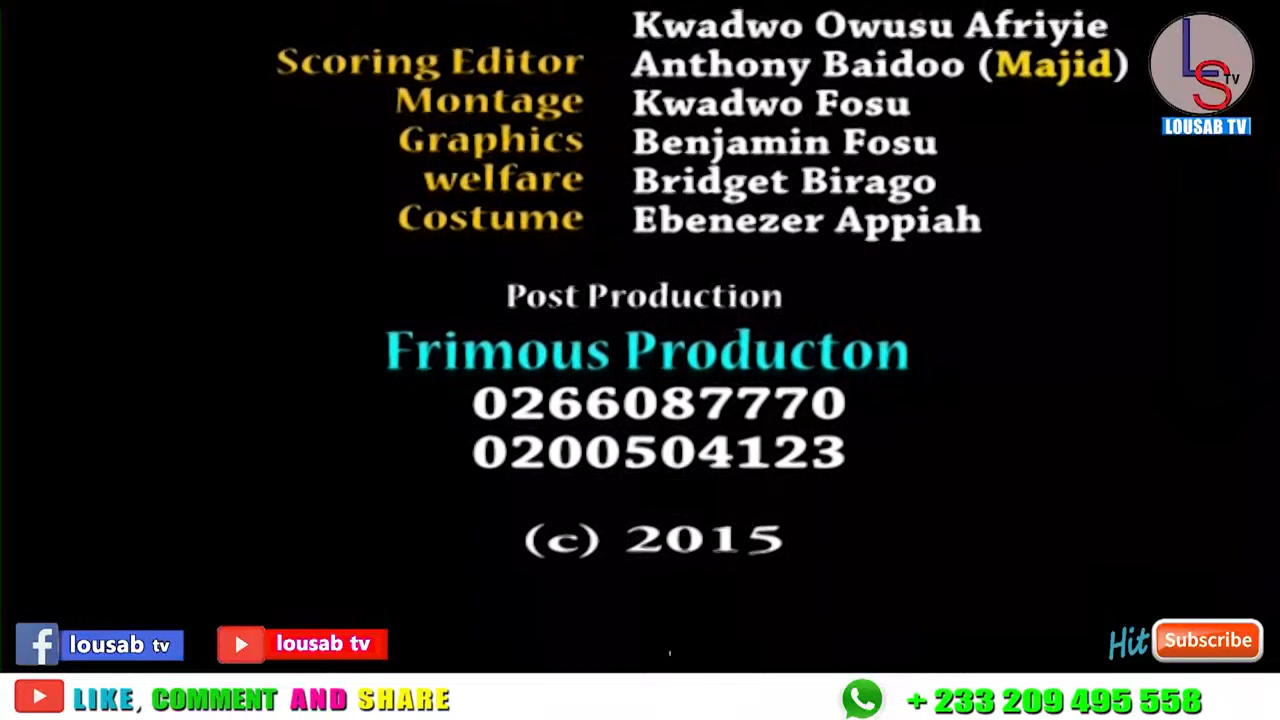 Kwadwo Owusu Afriyie
Scoring Editor Anthony Baidoo (Majid)
Montage Kwadwo Fosu
Graphics Benjamin Fosu
welfare Bridget Birago
Costume Ebenezer Appiah
LS TV
LOUSAB TV
Post Production
Frimous Producton
0266087770
0200504123
(c) 2015
f lousab tv lousab tv
Hit Subscribe
LIKE, COMMENT AND SHARE
+ 233 209 495 558